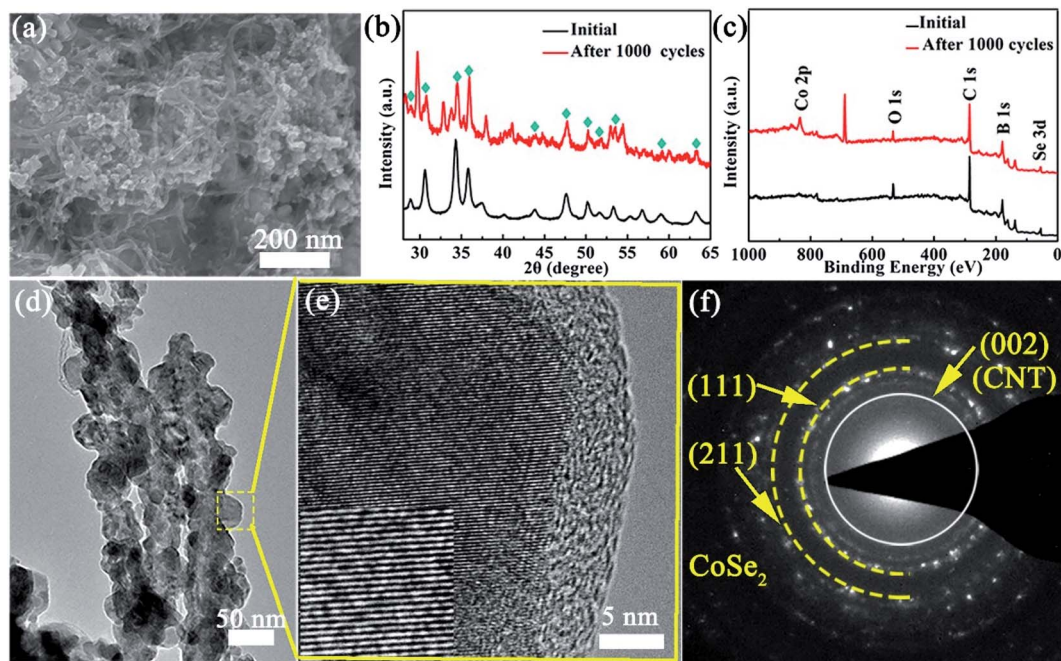 (a)
200 nm
(b)
Initial
After 1000 cycles
Intensity (a.u.)
30 35 40 45 50 55 60 65
2θ (degree)
(c)
Initial
After 1000 cycles
Co 2p
O 1s
C 1s
B 1s
Se 3d
Intensity (a.u.)
1000 800 600 400 200 0
Binding Energy (eV)
(d)
50 nm
(e)
5 nm
(f)
(002)
(CNT)
(111)
(211)
CoSe₂